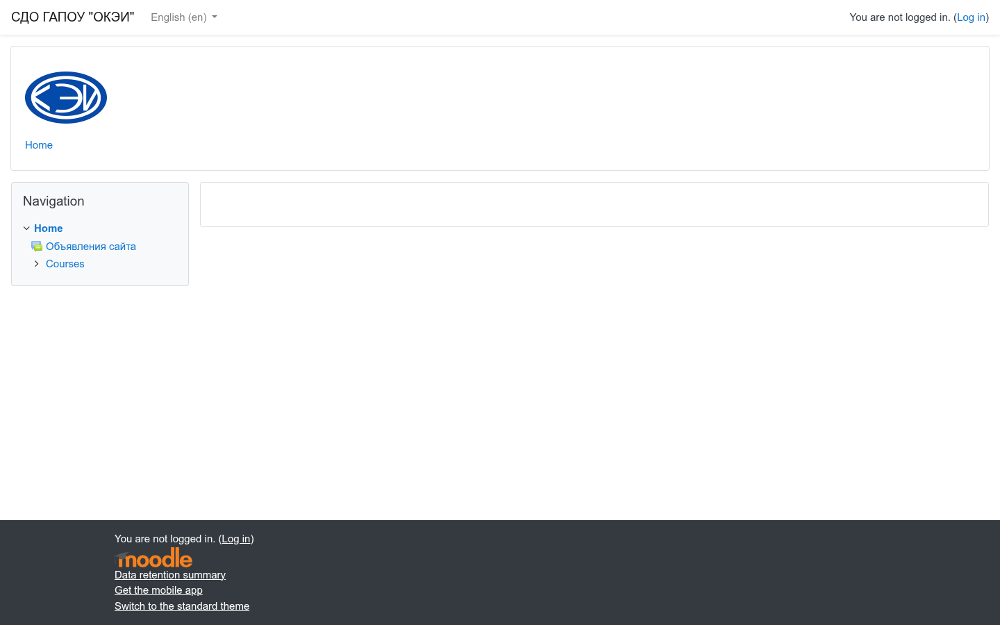 СДО ГАПОУ "ОКЭИ"
English (en)
You are not logged in. (Log in)
ОКЭИ
Home
Navigation
Home
Объявления сайта
Courses
You are not logged in. (Log in)
moodle
Data retention summary
Get the mobile app
Switch to the standard theme